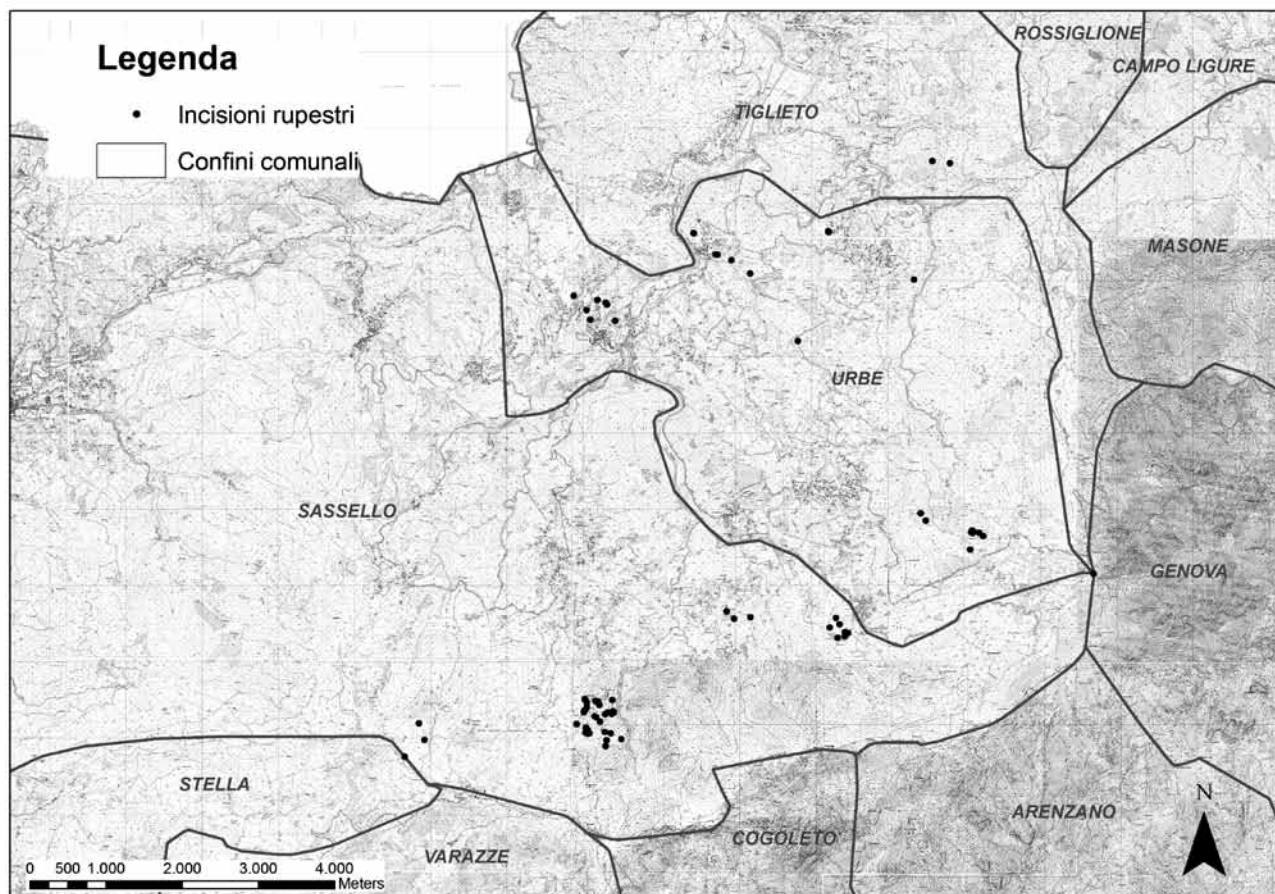 Legenda
Incisioni rupestri
Confini comunali
ROSSIGLIONE
CAMPO LIGURE
TIGLIETO
MASONE
URBE
SASSELLO
GENOVA
STELLA
ARENZANO
COGOLETO
VARAZZE
N
0 500 1.000 2.000 3.000 4.000
Meters